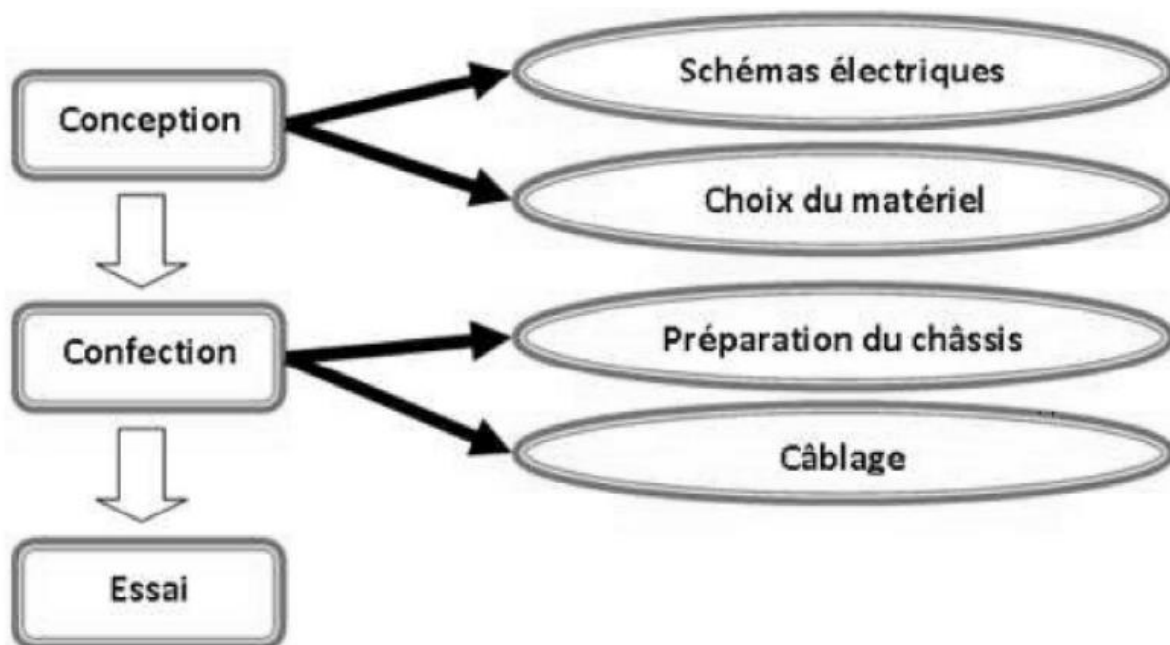 Conception
Schémas électriques
Choix du matériel
Confection
Préparation du châssis
Câblage
Essai